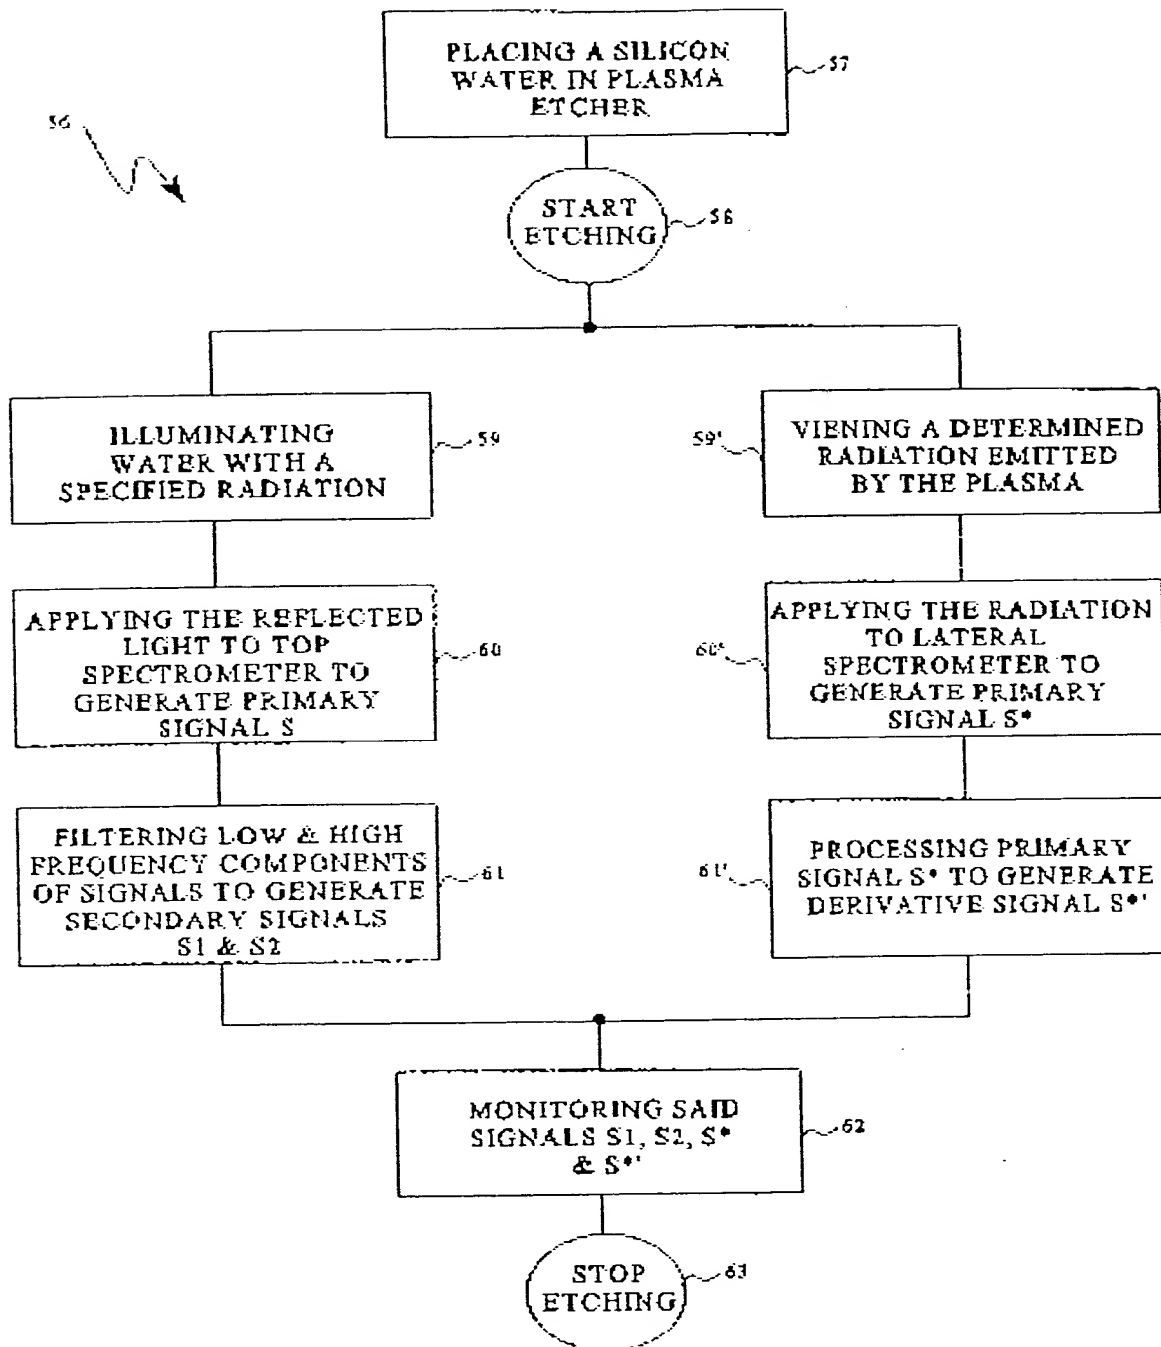 PLACING A SILICON
WATER IN PLASMA
ETCHER
57
56
START
ETCHING
58
ILLUMINATING
WATER WITH A
SPECIFIED RADIATION
59
59'
VIENING A DETERMINED
RADIATION EMITTED
BY THE PLASMA
APPLYING THE REFLECTED
LIGHT TO TOP
SPECTROMETER TO
GENERATE PRIMARY
SIGNAL S
60
60'
APPLYING THE RADIATION
TO LATERAL
SPECTROMETER TO
GENERATE PRIMARY
SIGNAL S*
FILTERING LOW & HIGH
FREQUENCY COMPONENTS
OF SIGNALS TO GENERATE
SECONDARY SIGNALS
S1 & S2
61
61'
PROCESSING PRIMARY
SIGNAL S* TO GENERATE
DERIVATIVE SIGNAL S*'
MONITORING SAID
SIGNALS S1, S2, S*
& S*'
62
STOP
ETCHING
63